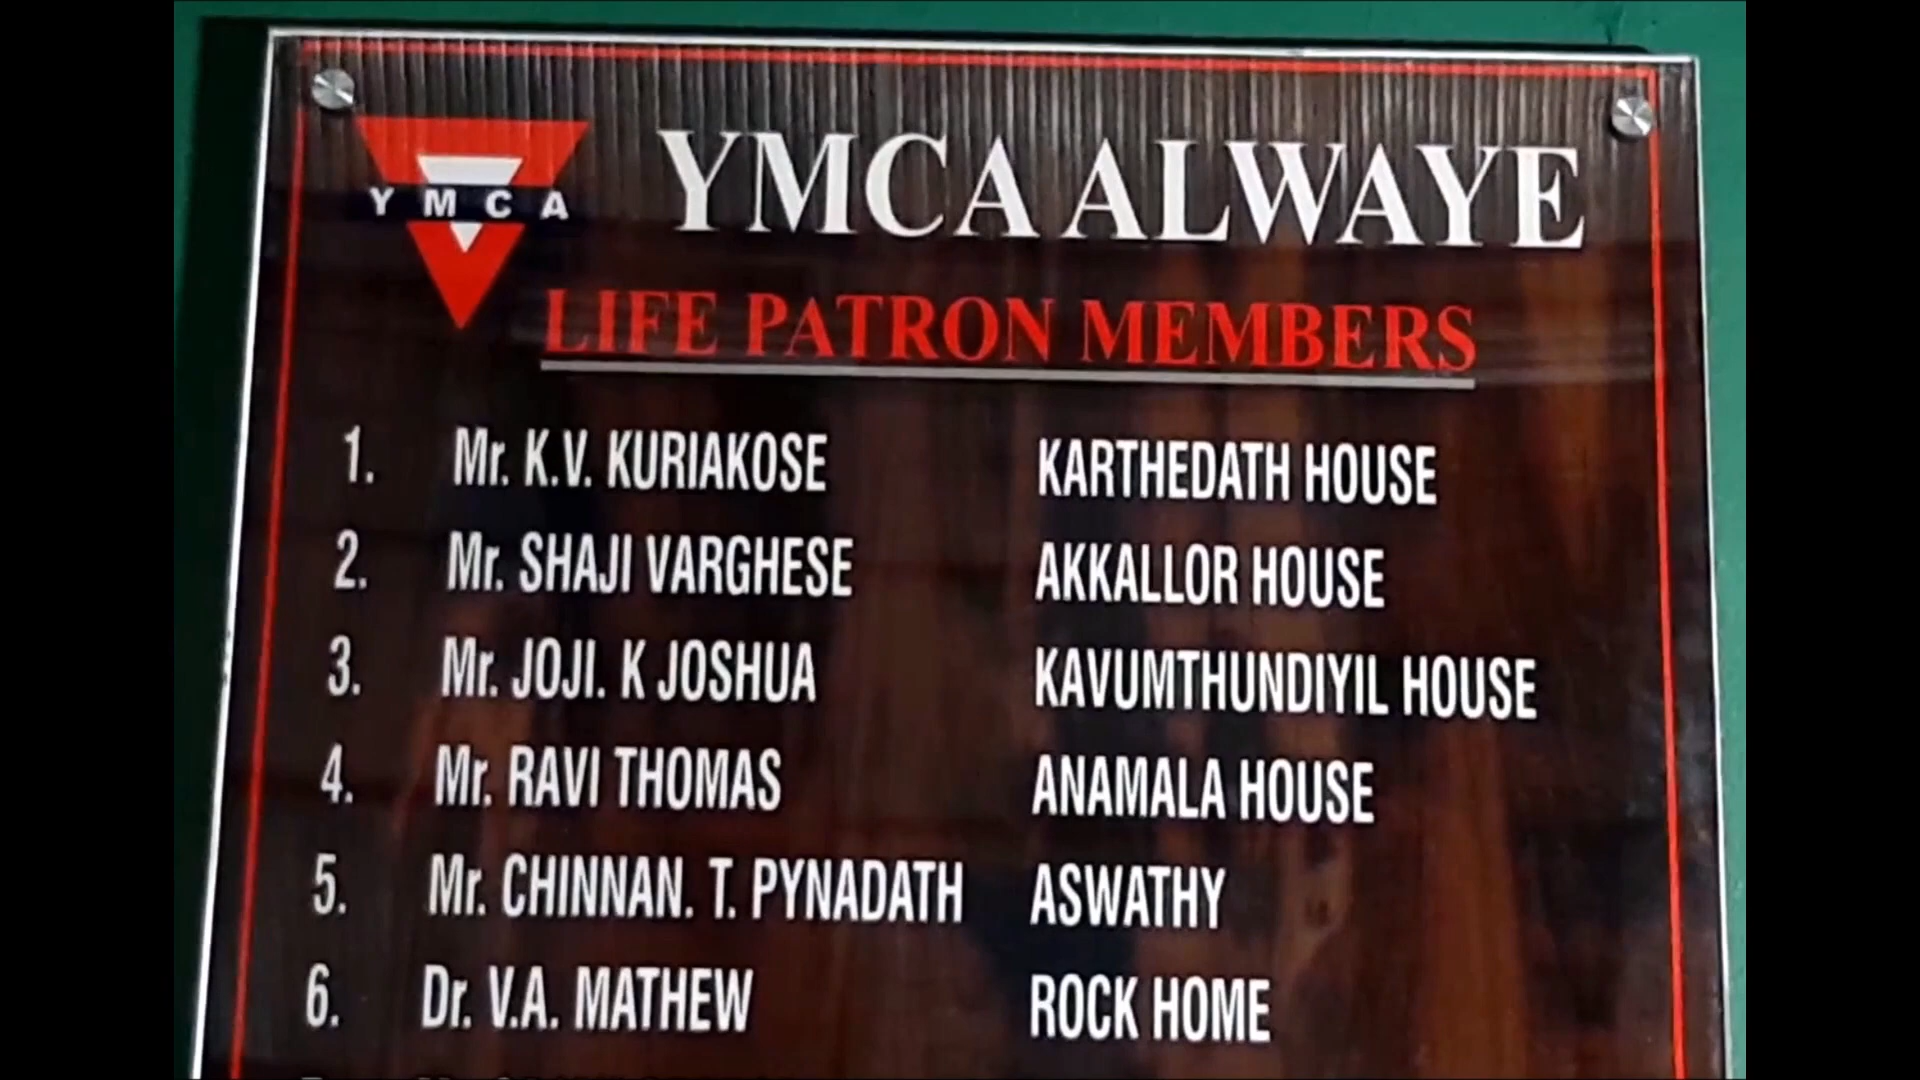 YMCA
YMCA ALWAYE
LIFE PATRON MEMBERS
1. Mr. K.V. KURIAKOSE KARTHEDATH HOUSE
2. Mr. SHAJI VARGHESE AKKALLOR HOUSE
3. Mr. JOJI. K JOSHUA KAVUMTHUNDIYIL HOUSE
4. Mr. RAVI THOMAS ANAMALA HOUSE
5. Mr. CHINNAN. T. PYNADATH ASWATHY
6. Dr. V.A. MATHEW ROCK HOME